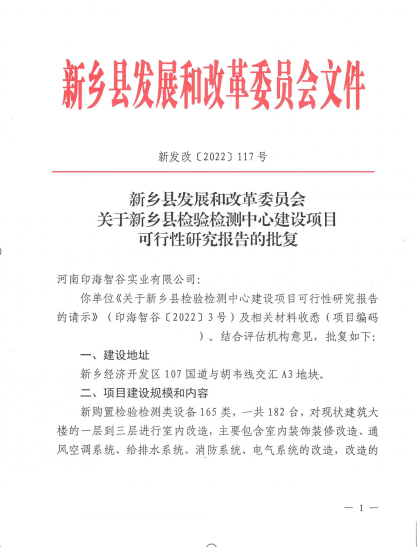 新乡县发展和改革委员会文件
新发改〔2022〕117号
新乡县发展和改革委员会
关于新乡县检验检测中心建设项目
可行性研究报告的批复
河南印海智谷实业有限公司:
你单位《关于新乡县检验检测中心建设项目可行性研究报告
的请示》(印海智谷〔2022〕3号)及相关材料收悉(项目编码
)。结合评估机构意见,批复如下:
一、建设地址
新乡经济开发区107国道与胡韦线交汇A3地块。
二、项目建设规模和内容
新购置检验检测类设备165类,一共182台,对现状建筑大
楼的一层到三层进行室内改造,主要包含室内装饰装修改造、通
风空调系统、给排水系统、消防系统、电气系统的改造,改造的
— 1 —